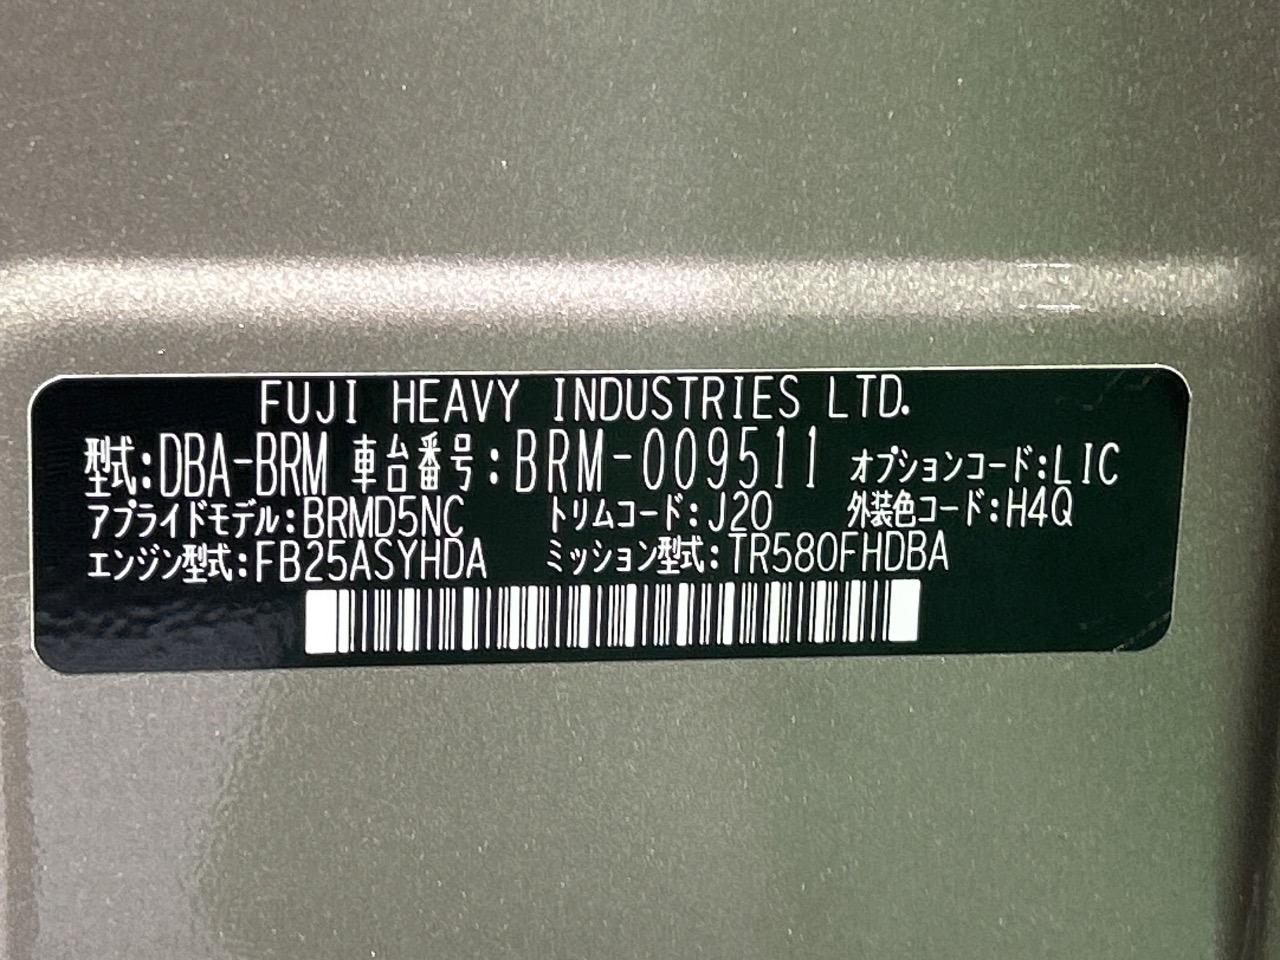 FUJI HEAVY INDUSTRIES LTD.
型式:DBA-BRM 車台番号:BRM-009511 オプションコード:LIC
アプライドモデル:BRMD5NC トリムコード:J20 外装色コード:H4Q
エンジン型式:FB25ASYHDA ミッション型式:TR580FHDBA